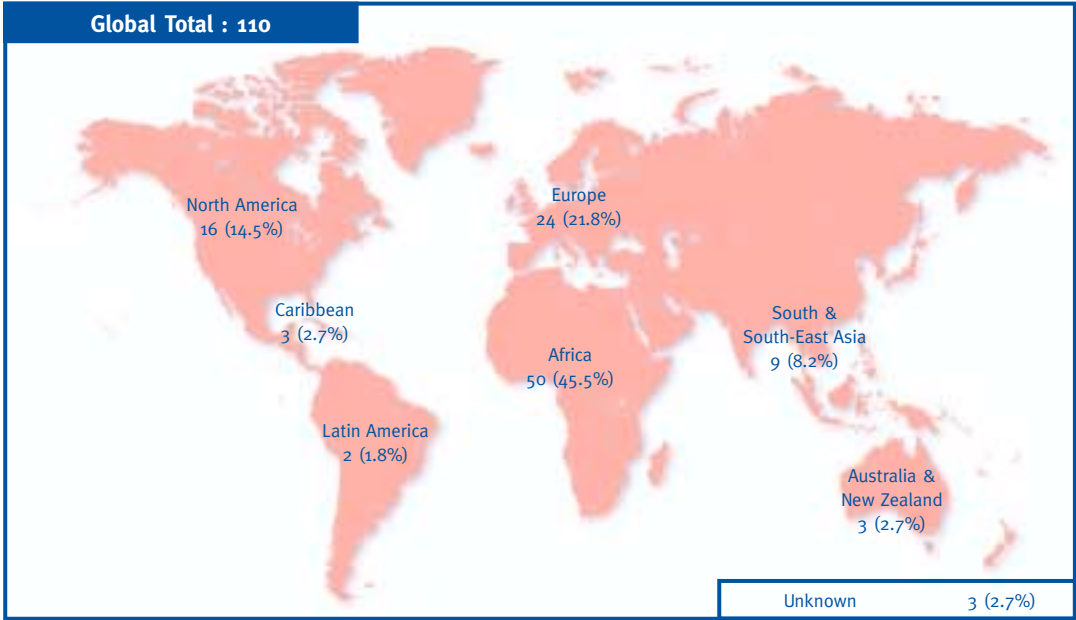 Global Total : 110
North America
16 (14.5%)
Europe
24 (21.8%)
Caribbean
3 (2.7%)
South &
South-East Asia
9 (8.2%)
Africa
50 (45.5%)
Latin America
2 (1.8%)
Australia &
New Zealand
3 (2.7%)
Unknown 3 (2.7%)